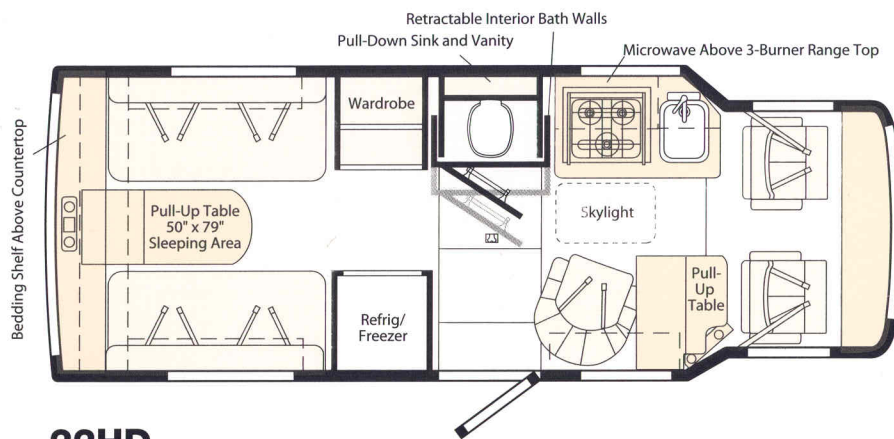 Retractable Interior Bath Walls
Pull-Down Sink and Vanity
Microwave Above 3-Burner Range Top
Bedding Shelf Above Countertop
Wardrobe
Pull-Up Table
50" x 79"
Sleeping Area
Skylight
Pull-
Up
Table
Refrig/
Freezer